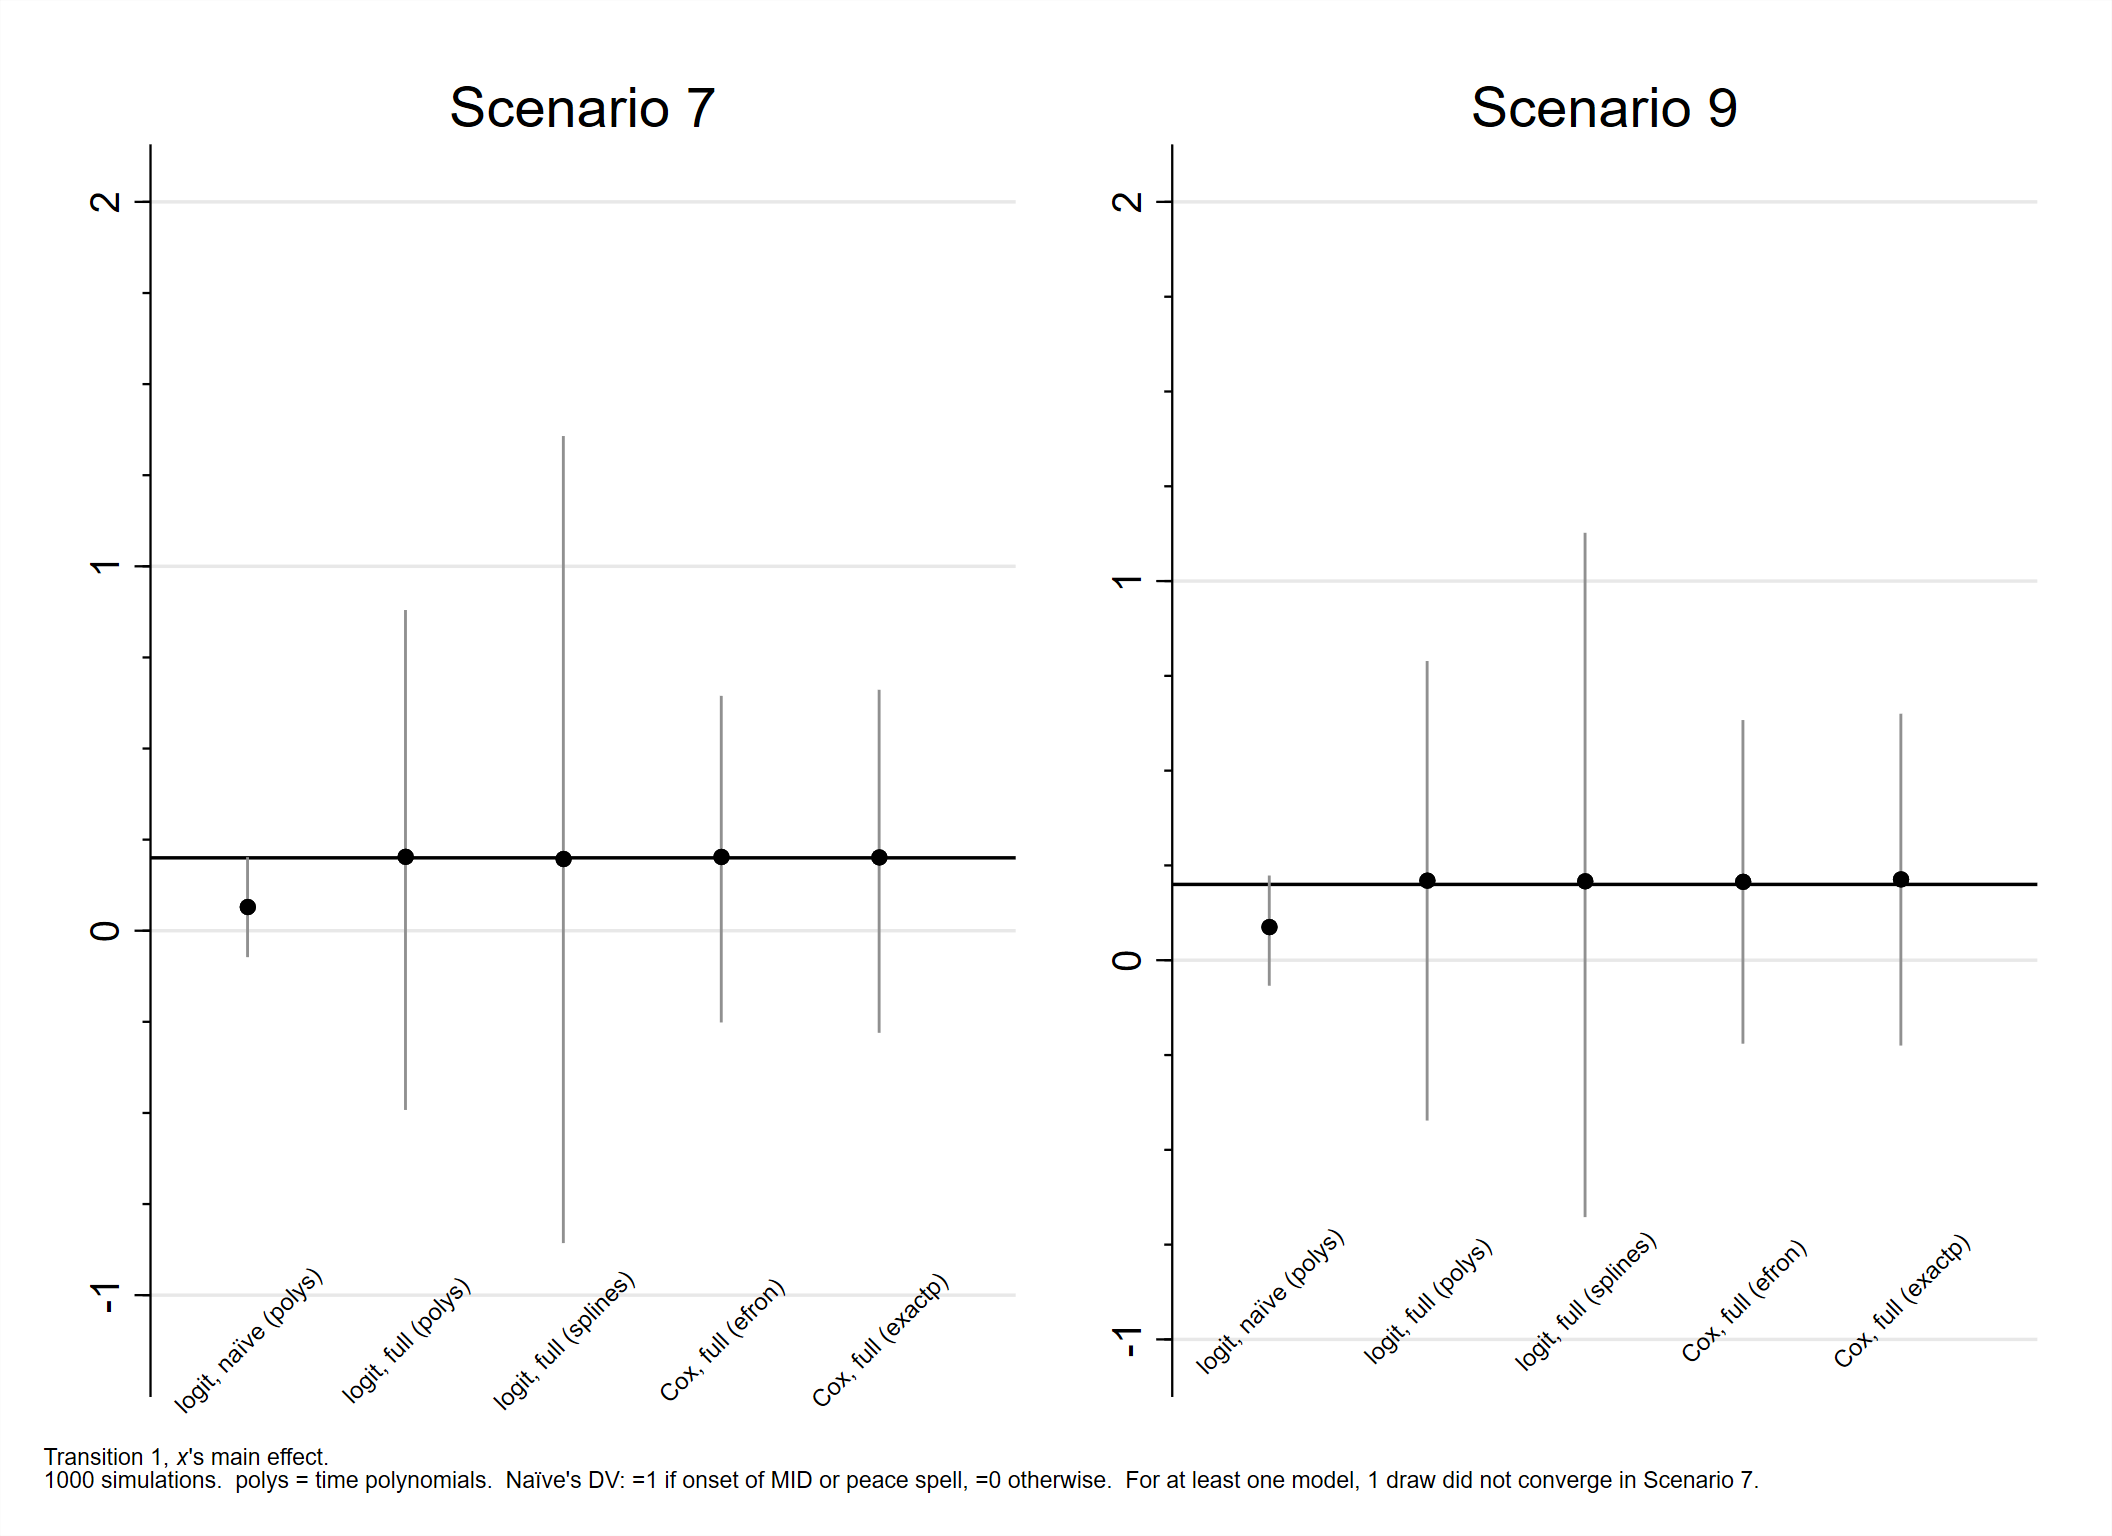 Scenario 7
2
1
0
-1
logit, naïve (polys)
logit, full (polys)
logit, full (splines)
Cox, full (efron)
Cox, full (exactp)
Scenario 9
2
1
0
-1
logit, naïve (polys)
logit, full (polys)
logit, full (splines)
Cox, full (efron)
Cox, full (exactp)
Transition 1, x's main effect.
1000 simulations.  polys = time polynomials.  Naïve's DV: =1 if onset of MID or peace spell, =0 otherwise.  For at least one model, 1 draw did not converge in Scenario 7.